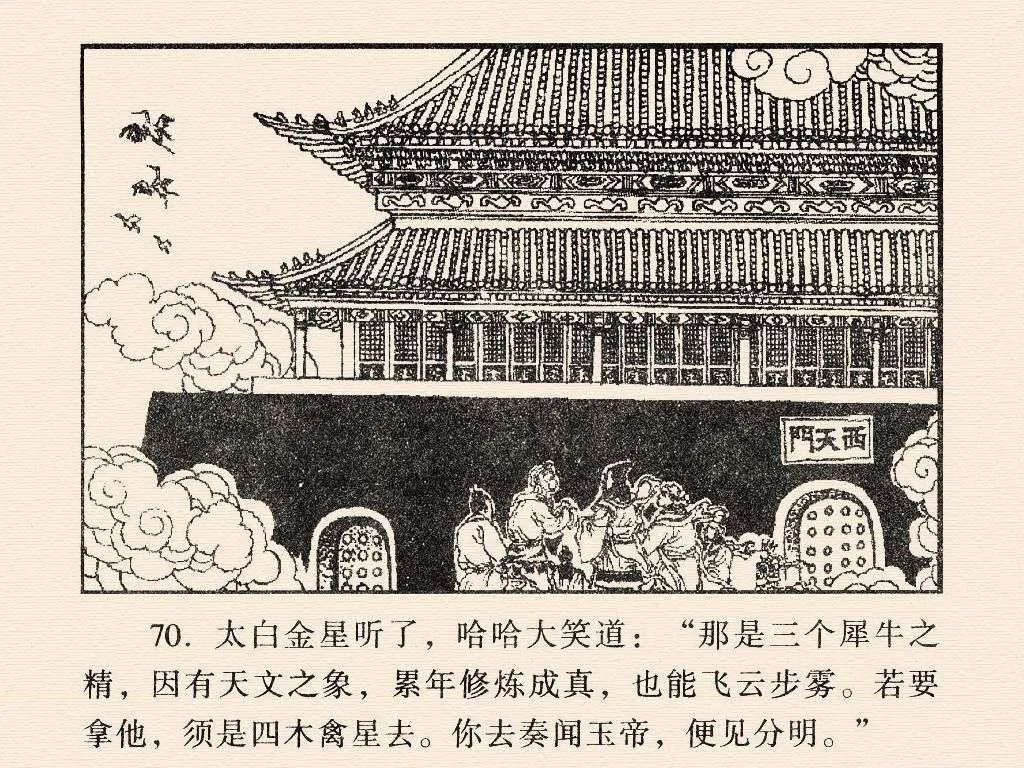 門天西
70. 太白金星听了，哈哈大笑道：“那是三个犀牛之
精，因有天文之象，累年修炼成真，也能飞云步雾。若要
拿他，须是四木禽星去。你去奏闻玉帝，便见分明。”